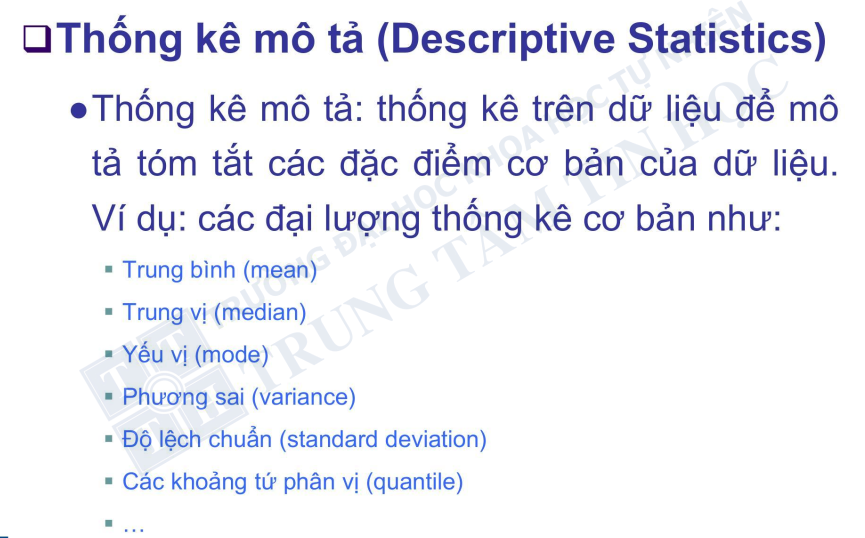 ❑Thống kê mô tả (Descriptive Statistics)
●Thống kê mô tả: thống kê trên dữ liệu để mô
tả tóm tắt các đặc điểm cơ bản của dữ liệu.
Ví dụ: các đại lượng thống kê cơ bản như:
▪ Trung bình (mean)
▪ Trung vị (median)
▪ Yếu vị (mode)
▪ Phương sai (variance)
▪ Độ lệch chuẩn (standard deviation)
▪ Các khoảng tứ phân vị (quantile)
▪ …
TRƯỜNG ĐẠI HỌC KHOA HỌC TỰ NHIÊN
TRUNG TÂM TIN HỌC